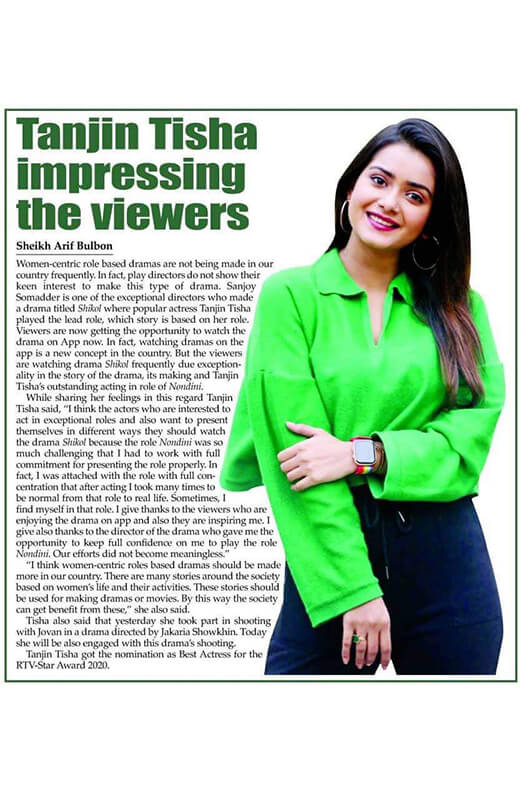 Tanjin Tisha
impressing
the viewers
Sheikh Arif Bulbon
Women-centric role based dramas are not being made in our
country frequently. In fact, play directors do not show their
keen interest to make this type of drama. Sanjoy
Somadder is one of the exceptional directors who made
a drama titled Shikol where popular actress Tanjin Tisha
played the lead role, which story is based on her role.
Viewers are now getting the opportunity to watch the
drama on App now. In fact, watching dramas on the
app is a new concept in the country. But the viewers
are watching drama Shikol frequently due exception-
ality in the story of the drama, its making and Tanjin
Tisha's outstanding acting in role of Nondini.
While sharing her feelings in this regard Tanjin
Tisha said, "I think the actors who are interested to
act in exceptional roles and also want to present
themselves in different ways they should watch
the drama Shikol because the role Nondini was so
much challenging that I had to work with full
commitment for presenting the role properly. In
fact, I was attached with the role with full con-
centration that after acting I took many times to
be normal from that role to real life. Sometimes, I
find myself in that role. I give thanks to the viewers who are
enjoying the drama on app and also they are inspiring me. I
give also thanks to the director of the drama who gave me the
opportunity to keep full confidence on me to play the role
Nondini. Our efforts did not become meaningless."
"I think women-centric roles based dramas should be made
more in our country. There are many stories around the society
based on women's life and their activities. These stories should
be used for making dramas or movies. By this way the society
can get benefit from these," she also said.
Tisha also said that yesterday she took part in shooting
with Jovan in a drama directed by Jakaria Showkhin. Today
she will be also engaged with this drama's shooting.
Tanjin Tisha got the nomination as Best Actress for the
RTV-Star Award 2020.